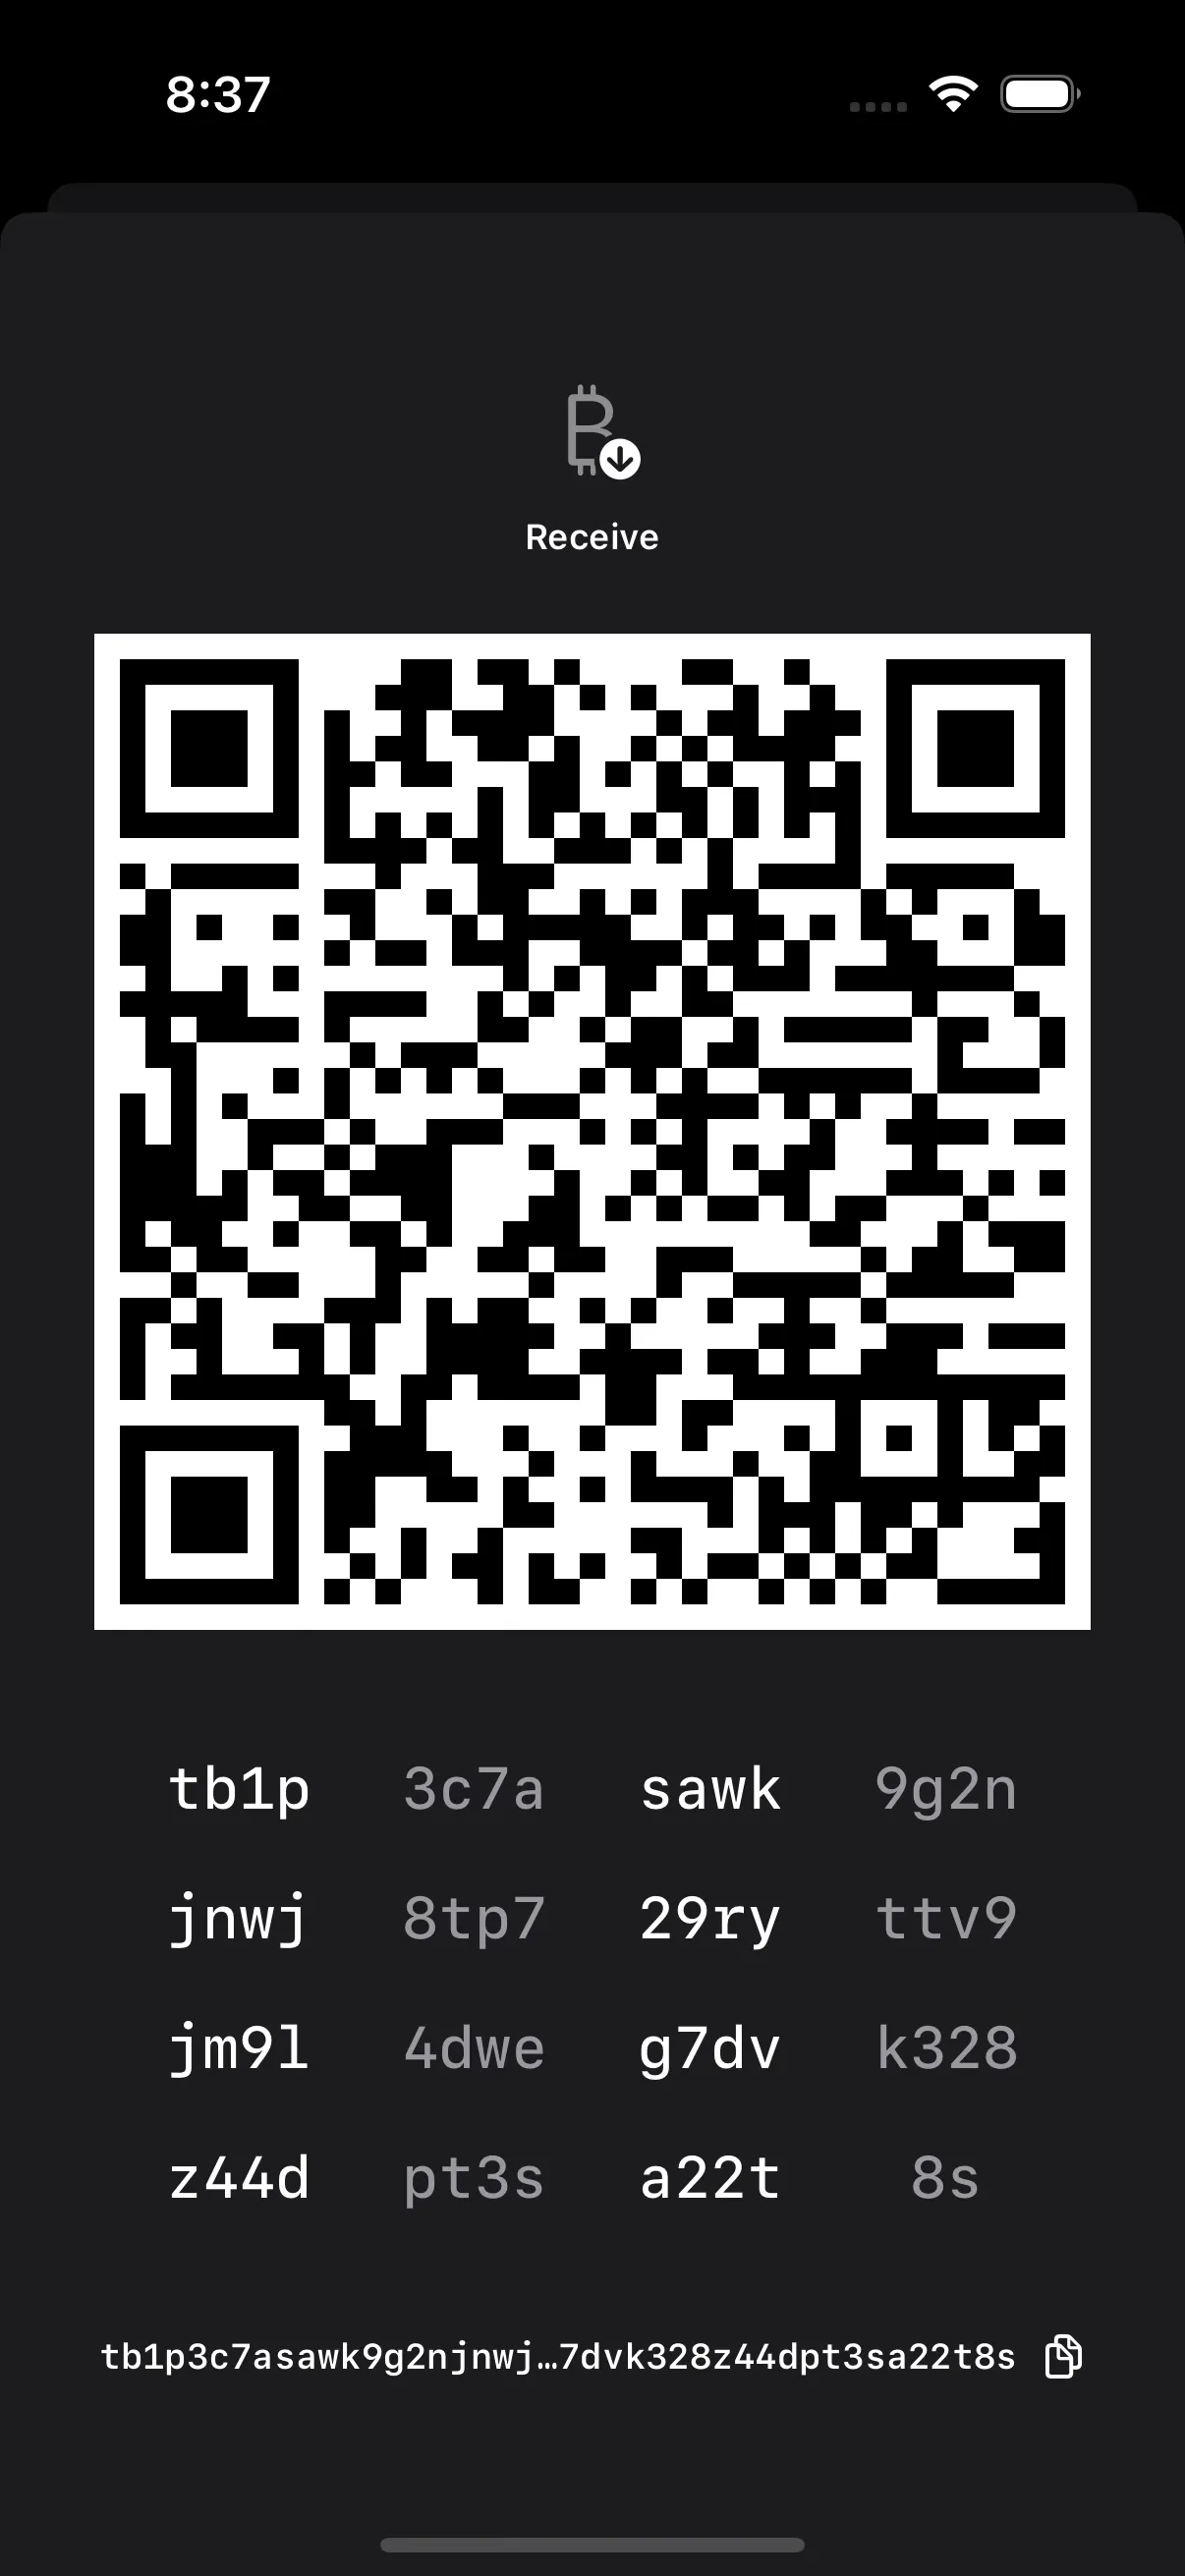 8:37
Receive
tb1p 3c7a sawk 9g2n
jnwj 8tp7 29ry ttv9
jm9l 4dwe g7dv k328
z44d pt3s a22t 8s
tb1p3c7asawk9g2njnwj…7dvk328z44dpt3sa22t8s